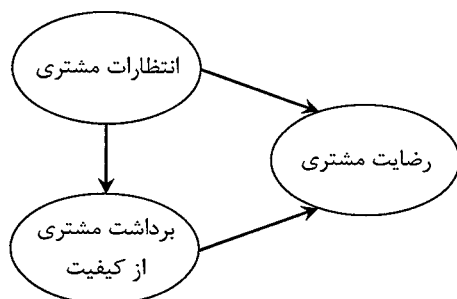 انتظارات مشتری
رضایت مشتری
برداشت مشتری
از کیفیت